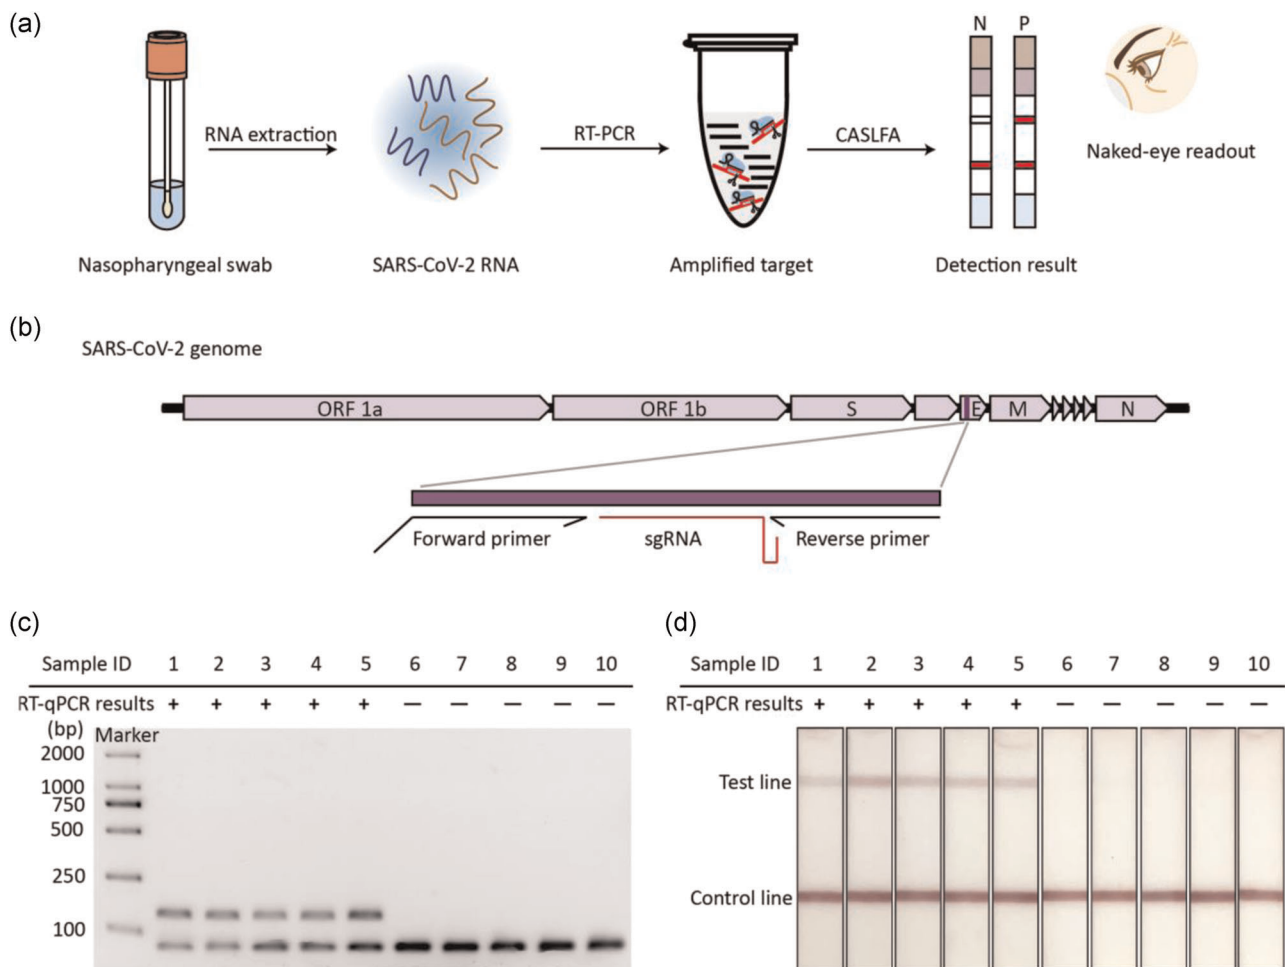 (a)
N P
RNA extraction
RT-PCR
CASLFA
Naked-eye readout
Nasopharyngeal swab
SARS-CoV-2 RNA
Amplified target
Detection result
(b)
SARS-CoV-2 genome
ORF 1a
ORF 1b
S
E
M
N
Forward primer
sgRNA
Reverse primer
(c)
Sample ID 1 2 3 4 5 6 7 8 9 10
RT-qPCR results + + + + + — — — — —
(bp)
Marker
2000
1000
750
500
250
100
(d)
Sample ID 1 2 3 4 5 6 7 8 9 10
RT-qPCR results + + + + + — — — — —
Test line
Control line